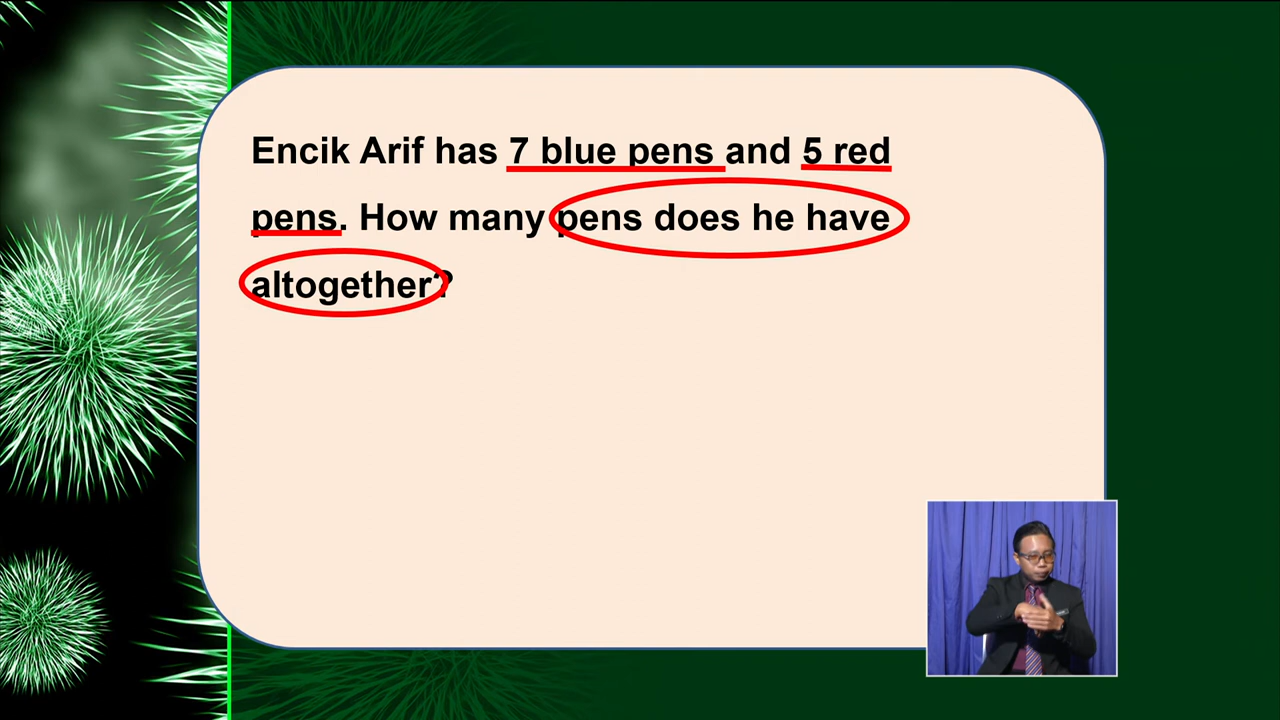 Encik Arif has 7 blue pens and 5 red
pens. How many pens does he have
altogether?